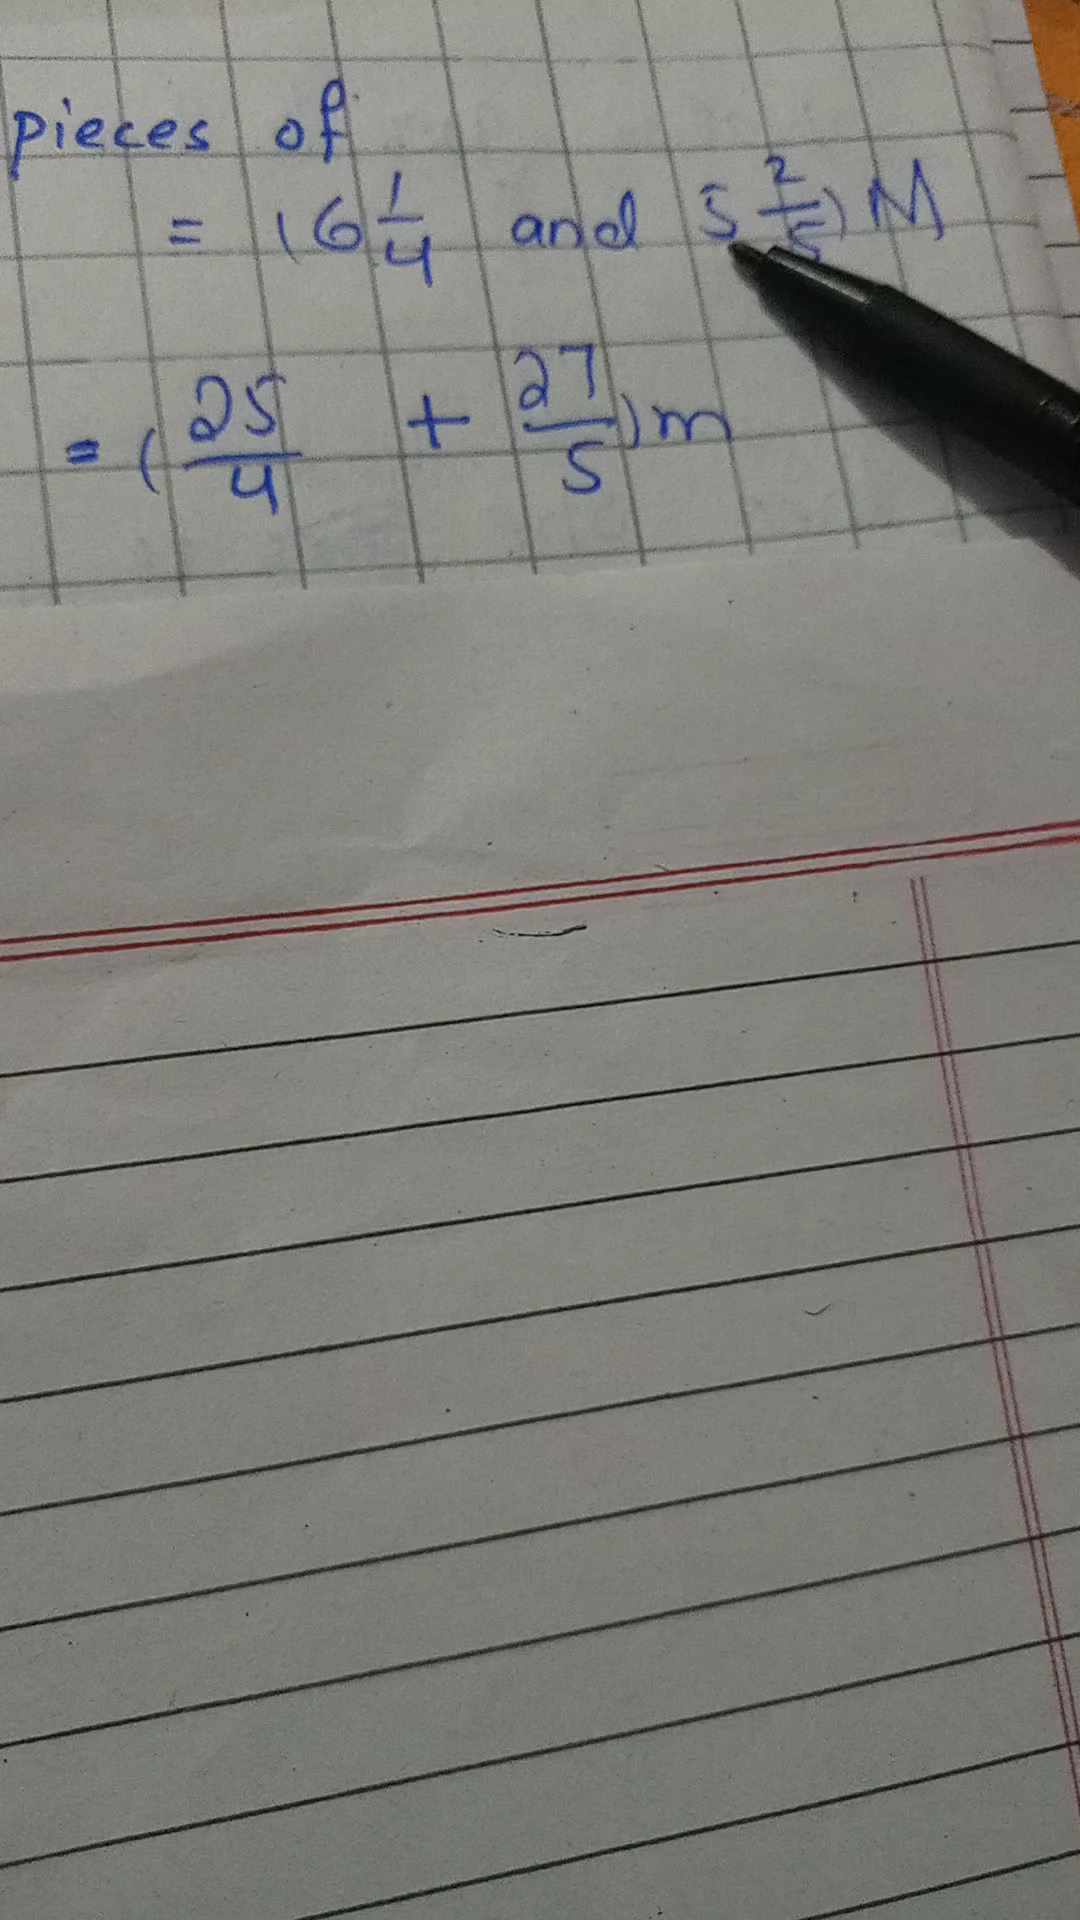 pieces of
= (6 1/4 and 5 2/5) M
= (25/4 + 27/5) m